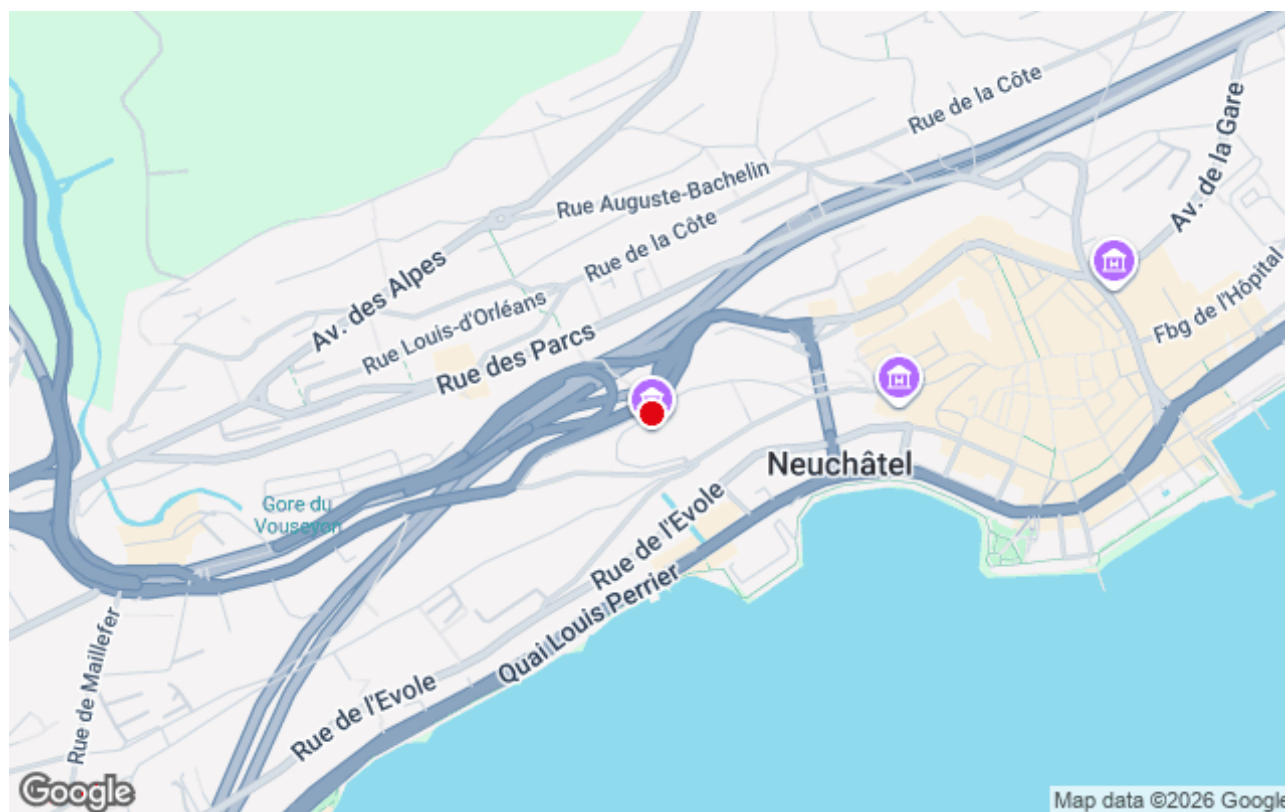 Rue de la Côte
Av. de la Gare
Rue Auguste-Bachelin
Rue de la Côte
Av. des Alpes
Rue Louis-d'Orléans
Fbg de l'Hôpital
Rue des Parcs
Neuchâtel
Gore du
Vouseyon
Rue de l'Evole
Quai Louis Perrier
Rue de Maillefer
Rue de l'Evole
Google
Map data ©2026 Google